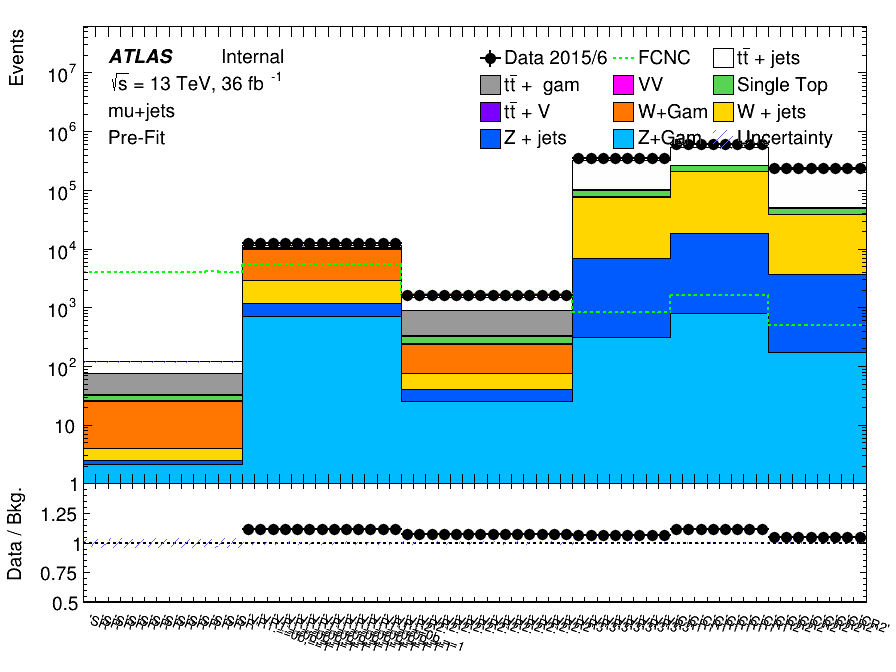 Events
10⁷
10⁶
10⁵
10⁴
10³
10²
10
1
ATLAS Internal
√s = 13 TeV, 36 fb⁻¹
mu+jets
Pre-Fit
Data 2015/6
FCNC
tt̄ + jets
tt̄ + gam
VV
Single Top
tt̄ + V
W+Gam
W + jets
Z + jets
Z+Gam
Uncertainty
Data / Bkg.
1.25
1
0.75
0.5